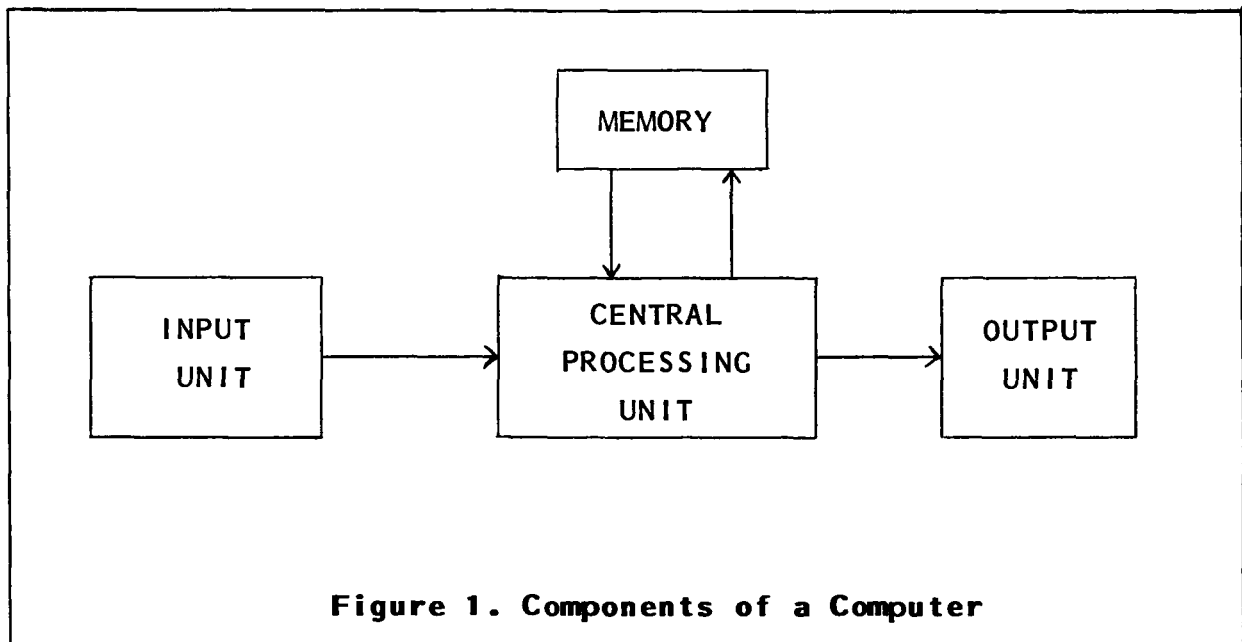 MEMORY
INPUT
UNIT
CENTRAL
PROCESSING
UNIT
OUTPUT
UNIT
Figure 1. Components of a Computer